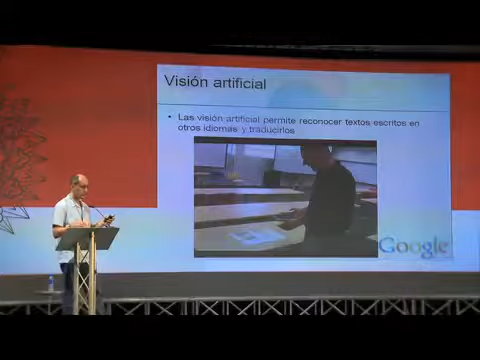 Visión artificial
• Las visión artificial permite reconocer textos escritos en
otros idiomas y traducirlos
Google